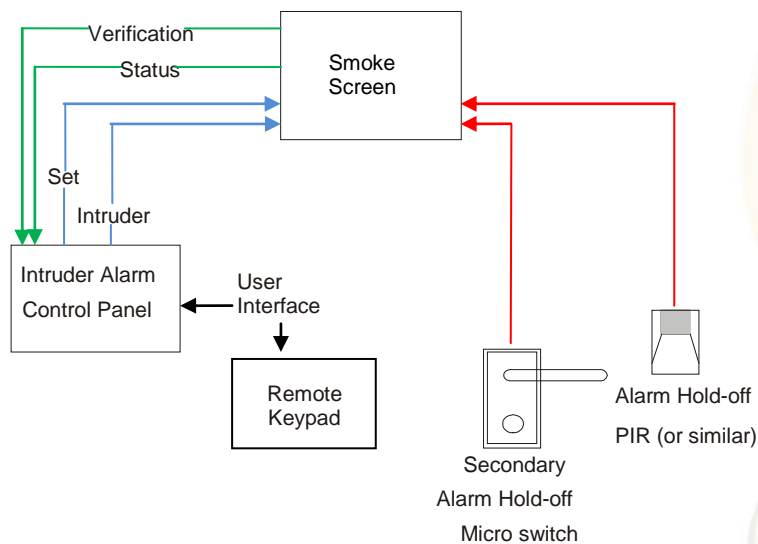 Verification
Status
Smoke
Screen
Set
Intruder
Intruder Alarm
Control Panel
User
Interface
Remote
Keypad
Alarm Hold-off
PIR (or similar)
Secondary
Alarm Hold-off
Micro switch